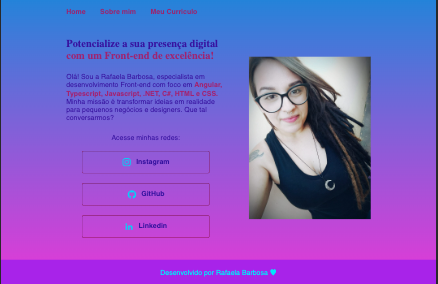 Home Sobre mim Meu Currículo
Potencialize a sua presença digital
com um Front-end de excelência!
Olá! Sou a Rafaela Barbosa, especialista em
desenvolvimento Front-end com foco em Angular,
Typescript, Javascript, .NET, C#, HTML e CSS.
Minha missão é transformar ideias em realidade
para pequenos negócios e designers. Que tal
conversarmos?
Acesse minhas redes:
Instagram
GitHub
Linkedin
Desenvolvido por Rafaela Barbosa